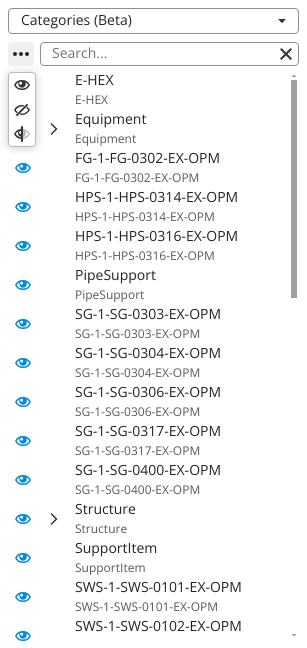 Categories (Beta)
Search...
E-HEX
E-HEX
Equipment
Equipment
FG-1-FG-0302-EX-OPM
FG-1-FG-0302-EX-OPM
HPS-1-HPS-0314-EX-OPM
HPS-1-HPS-0314-EX-OPM
HPS-1-HPS-0316-EX-OPM
HPS-1-HPS-0316-EX-OPM
PipeSupport
PipeSupport
SG-1-SG-0303-EX-OPM
SG-1-SG-0303-EX-OPM
SG-1-SG-0304-EX-OPM
SG-1-SG-0304-EX-OPM
SG-1-SG-0306-EX-OPM
SG-1-SG-0306-EX-OPM
SG-1-SG-0317-EX-OPM
SG-1-SG-0317-EX-OPM
SG-1-SG-0400-EX-OPM
SG-1-SG-0400-EX-OPM
Structure
Structure
SupportItem
SupportItem
SWS-1-SWS-0101-EX-OPM
SWS-1-SWS-0101-EX-OPM
SWS-1-SWS-0102-EX-OPM